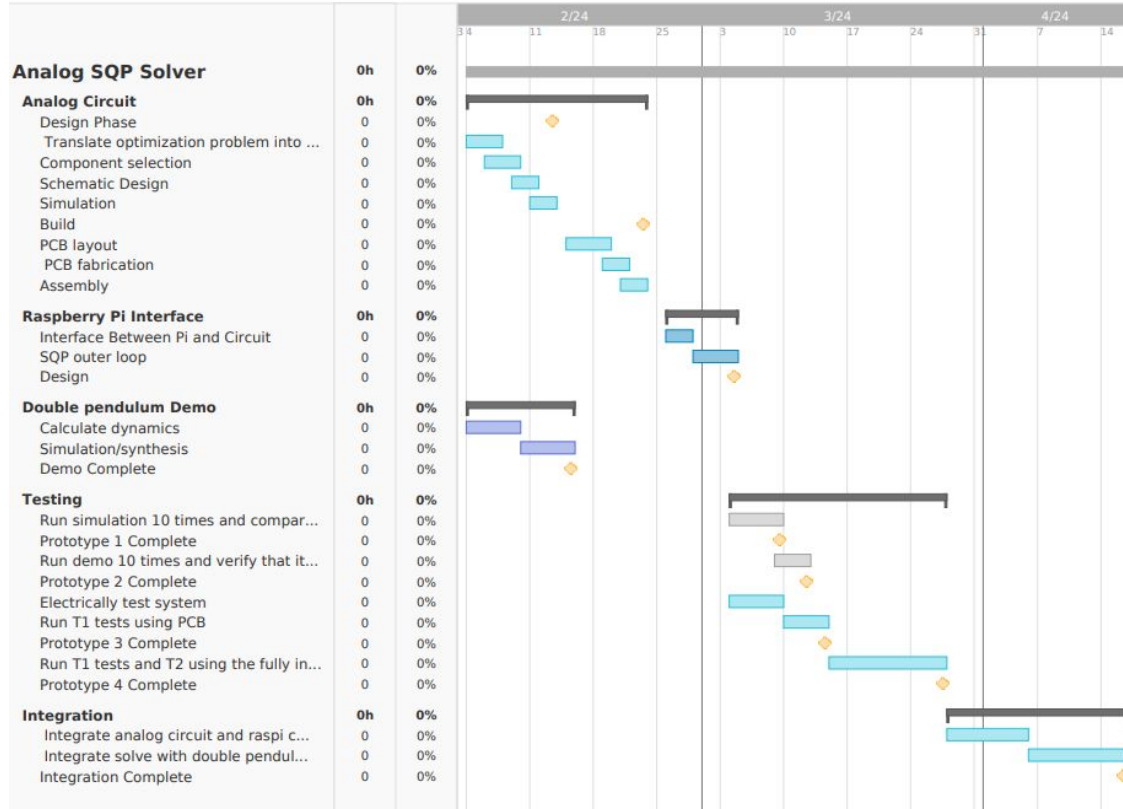 2/24 3/24 4/24
3 4 11 18 25 3 10 17 24 31 7 14
Analog SQP Solver 0h 0%
Analog Circuit 0h 0%
Design Phase 0 0%
Translate optimization problem into ... 0 0%
Component selection 0 0%
Schematic Design 0 0%
Simulation 0 0%
Build 0 0%
PCB layout 0 0%
PCB fabrication 0 0%
Assembly 0 0%
Raspberry Pi Interface 0h 0%
Interface Between Pi and Circuit 0 0%
SQP outer loop 0 0%
Design 0 0%
Double pendulum Demo 0h 0%
Calculate dynamics 0 0%
Simulation/synthesis 0 0%
Demo Complete 0 0%
Testing 0h 0%
Run simulation 10 times and compar... 0 0%
Prototype 1 Complete 0 0%
Run demo 10 times and verify that it... 0 0%
Prototype 2 Complete 0 0%
Electrically test system 0 0%
Run T1 tests using PCB 0 0%
Prototype 3 Complete 0 0%
Run T1 tests and T2 using the fully in... 0 0%
Prototype 4 Complete 0 0%
Integration 0h 0%
Integrate analog circuit and raspi c... 0 0%
Integrate solve with double pendul... 0 0%
Integration Complete 0 0%